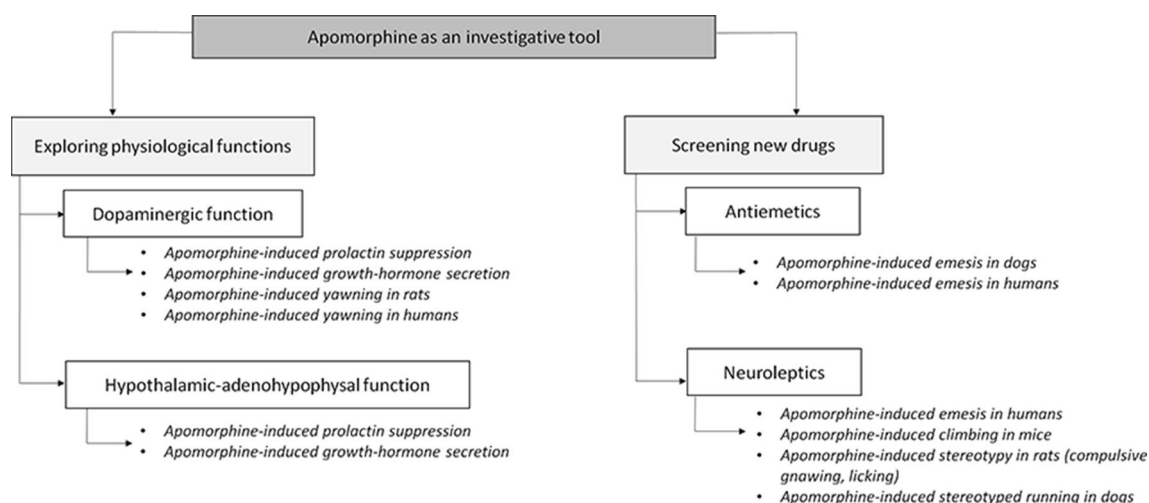 Apomorphine as an investigative tool
Exploring physiological functions
Dopaminergic function
• Apomorphine-induced prolactin suppression
• Apomorphine-induced growth-hormone secretion
• Apomorphine-induced yawning in rats
• Apomorphine-induced yawning in humans
Hypothalamic-adenohypophysal function
• Apomorphine-induced prolactin suppression
• Apomorphine-induced growth-hormone secretion
Screening new drugs
Antiemetics
• Apomorphine-induced emesis in dogs
• Apomorphine-induced emesis in humans
Neuroleptics
• Apomorphine-induced emesis in humans
• Apomorphine-induced climbing in mice
• Apomorphine-induced stereotypy in rats (compulsive
gnawing, licking)
• Apomorphine-induced stereotyped running in dogs